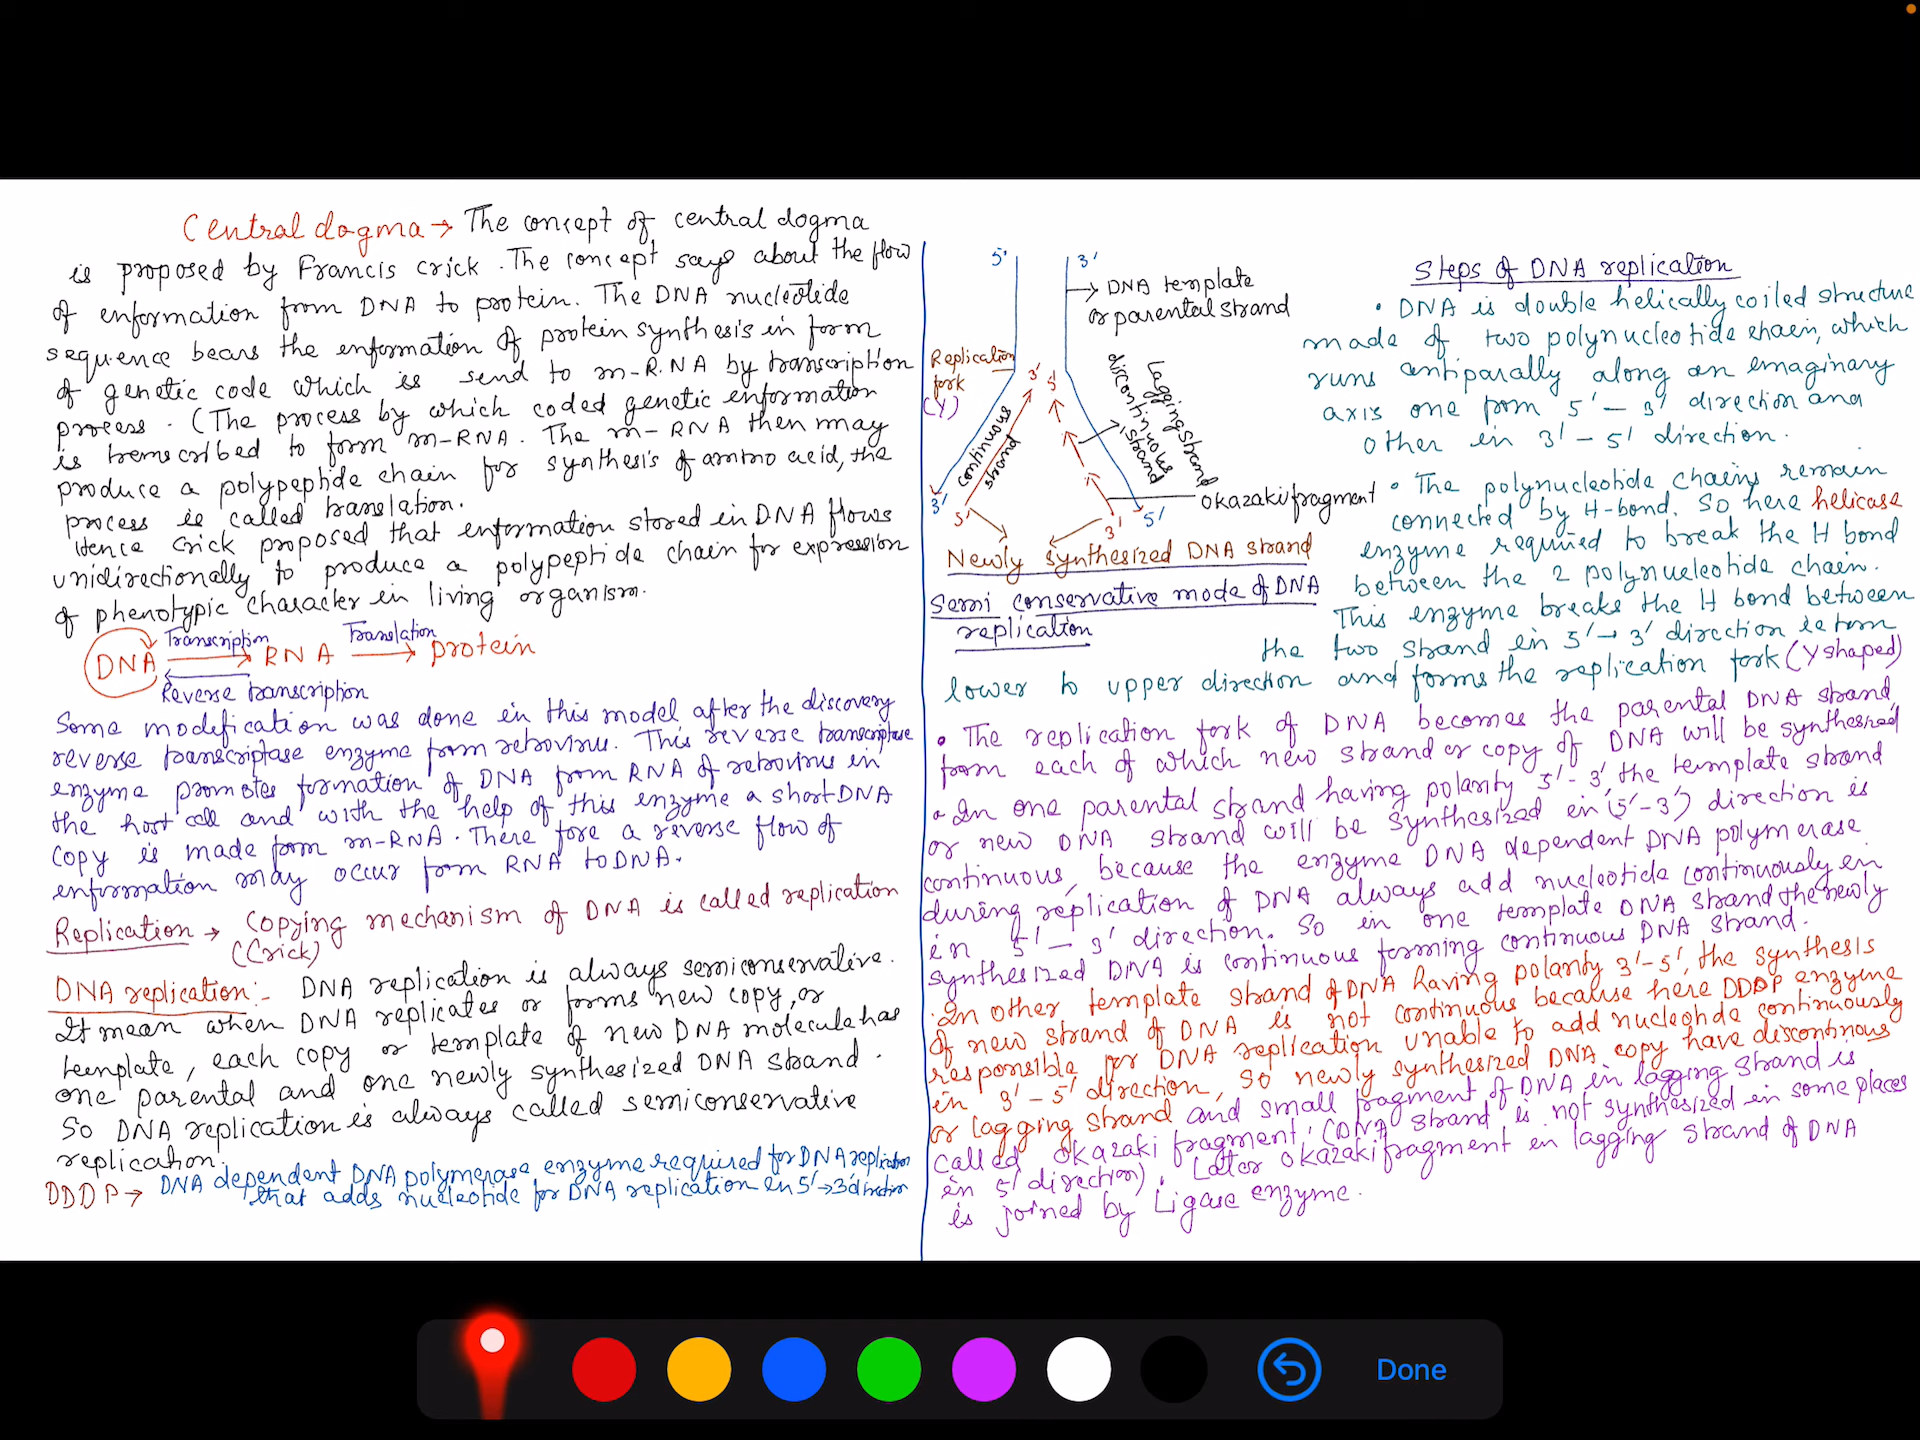 Central dogma → The concept of central dogma
is proposed by Francis Crick. The concept says about the flow
of enformation from DNA to protein. The DNA nucleotide
sequence bears the enformation of protein synthesis in form
of genetic code which is send to m-RNA by transcription
process. (The process by which coded genetic enformation
is transcribed to form m-RNA. The m-RNA then may
produce a polypeptide chain for synthesis of amino acid, the
process is called translation.
Hence Crick proposed that enformation stored in DNA flows
unidirectionally to produce a polypeptide chain for expression
of phenotypic character in living organism.
DNA Transcription → RNA Translation → protein
Reverse transcription
Some modification was done in this model after the discovery
reverse transcriptase enzyme from retrovirus. This reverse transcriptase
enzyme promotes formation of DNA from RNA of retrovirus in
the host cell and with the help of this enzyme a short DNA
copy is made from m-RNA. There fore a reverse flow of
enformation may occur from RNA to DNA.
Replication → Copying mechanism of DNA is called replication
(Crick)
DNA replication:- DNA replication is always semiconservative.
It mean when DNA replicates or forms new copy, or
template, each copy or template of new DNA molecule has
one parental and one newly synthesized DNA strand.
So DNA replication is always called semiconservative
replication.
DDDP → DNA dependent DNA polymerase enzyme required for DNA replication
that adds nucleotide for DNA replication in 5'→3' direction
5' 3'
DNA template
or parental strand
Replication
fork
(Y)
3' 5'
continuous
strand
Lagging strand
discontinuous
strand
Okazaki fragment
3' 5' 3' 5'
Newly synthesized DNA strand
Semi conservative mode of DNA
replication
Steps of DNA replication
• DNA is double helically coiled structure
made of two polynucleotide chain, which
runs antiparally along an emaginary
axis one from 5'-3' direction and
other in 3'-5' direction.
• The polynucleotide chains remain
connected by H-bond. So here helicase
enzyme required to break the H bond
between the 2 polynucleotide chain.
This enzyme breaks the H bond between
the two strand in 5'→3' direction ie from
lower to upper direction and forms the replication fork (Y shaped)
• The replication fork of DNA becomes the parental DNA strand,
from each of which new strand or copy of DNA will be synthesized
• In one parental strand having polarity 5'-3', the template strand
or new DNA strand will be synthesized in (5'-3') direction is
continuous, because the enzyme DNA dependent DNA polymerase
during replication of DNA always add nucleotide continuously in
in 5'-3' direction. So in one template DNA strand the newly
synthesized DNA is continuous forming continuous DNA strand.
• In other template strand of DNA having polarity 3'-5', the synthesis
of new strand of DNA is not continuous because here DDDP enzyme
responsible for DNA replication unable to add nucleotide continuously
in 3'-5' direction, so newly synthesized DNA copy have discontinous
or lagging strand and small fragment of DNA in lagging strand is
called Okazaki fragment. (DNA strand is not synthesized in some places
in 5' direction). Later Okazaki fragment in lagging strand of DNA
is joined by Ligase enzyme.
Done